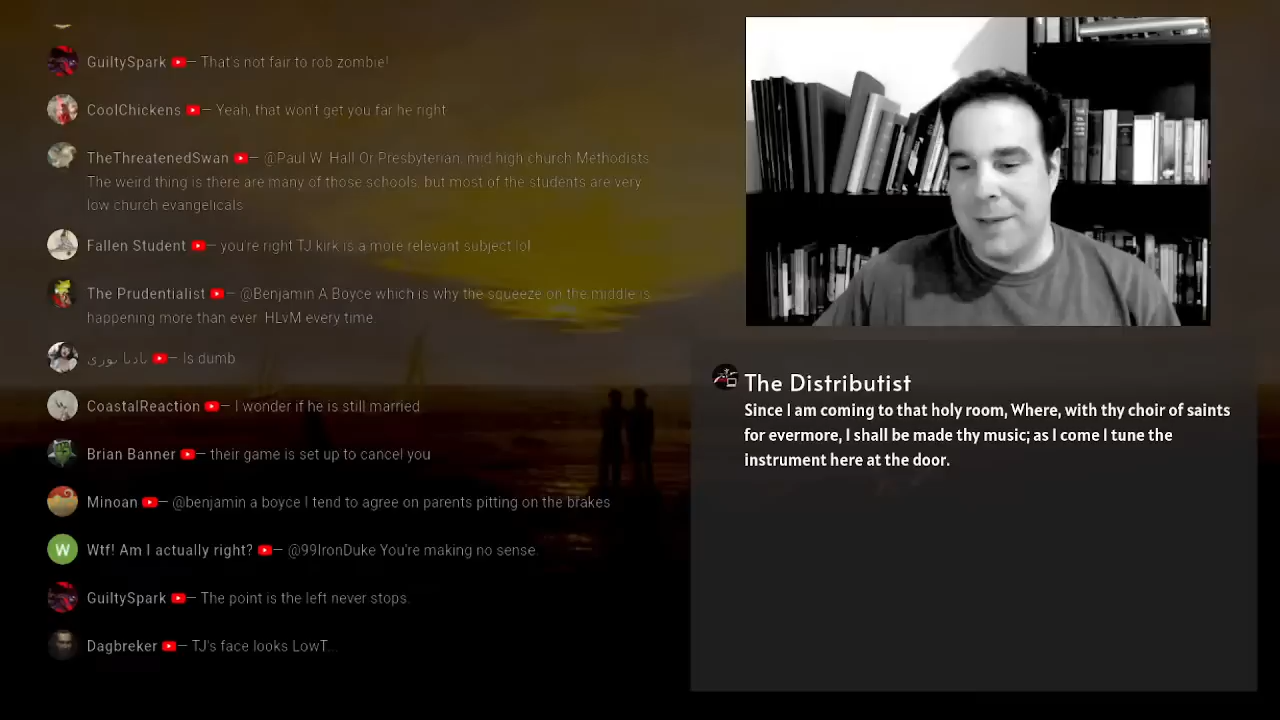 GuiltySpark — That's not fair to rob zombie!
CoolChickens — Yeah, that won't get you far he right
TheThreatenedSwan — @Paul W. Hall Or Presbyterian, mid high church Methodists.
The weird thing is there are many of those schools, but most of the students are very
low church evangelicals
Fallen Student — you're right TJ kirk is a more relevant subject lol
The Prudentialist — @Benjamin A Boyce which is why the squeeze on the middle is
happening more than ever. HLvM every time.
— Is dumb
CoastalReaction — I wonder if he is still married
Brian Banner — their game is set up to cancel you
Minoan — @benjamin a boyce I tend to agree on parents pitting on the brakes
W
Wtf! Am I actually right? — @99IronDuke You're making no sense.
GuiltySpark — The point is the left never stops.
Dagbreker — TJ's face looks LowT...
The Distributist
Since I am coming to that holy room, Where, with thy choir of saints
for evermore, I shall be made thy music; as I come I tune the
instrument here at the door.